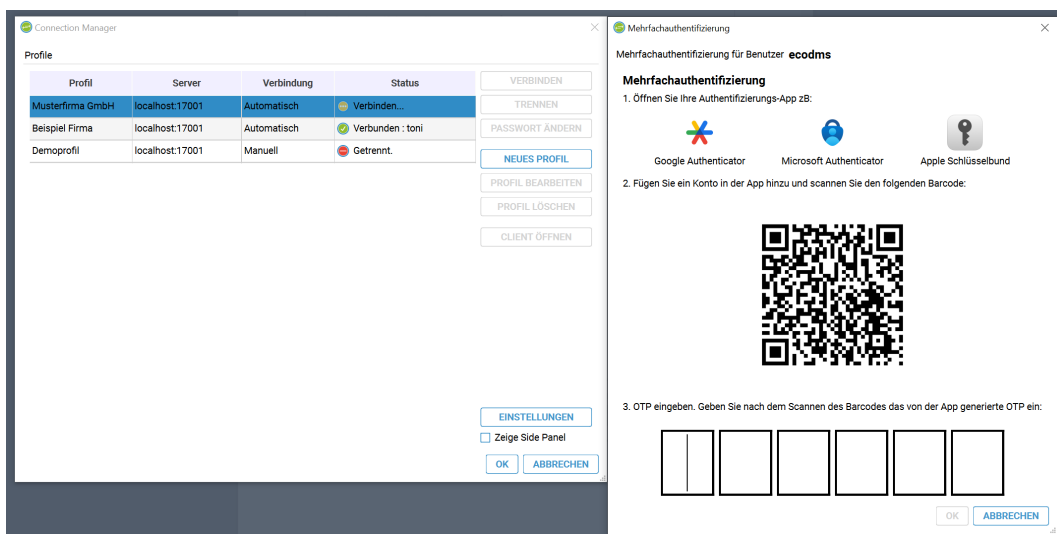 Connection Manager
Profile
Profil Server Verbindung Status
Musterfirma GmbH localhost:17001 Automatisch Verbinden...
Beispiel Firma localhost:17001 Automatisch Verbunden : toni
Demoprofil localhost:17001 Manuell Getrennt.
VERBINDEN
TRENNEN
PASSWORT ÄNDERN
NEUES PROFIL
PROFIL BEARBEITEN
PROFIL LÖSCHEN
CLIENT ÖFFNEN
EINSTELLUNGEN
Zeige Side Panel
OK ABBRECHEN
Mehrfachauthentifizierung
Mehrfachauthentifizierung für Benutzer ecodms
Mehrfachauthentifizierung
1. Öffnen Sie Ihre Authentifizierungs-App zB:
Google Authenticator Microsoft Authenticator Apple Schlüsselbund
2. Fügen Sie ein Konto in der App hinzu und scannen Sie den folgenden Barcode:
3. OTP eingeben. Geben Sie nach dem Scannen des Barcodes das von der App generierte OTP ein:
OK ABBRECHEN